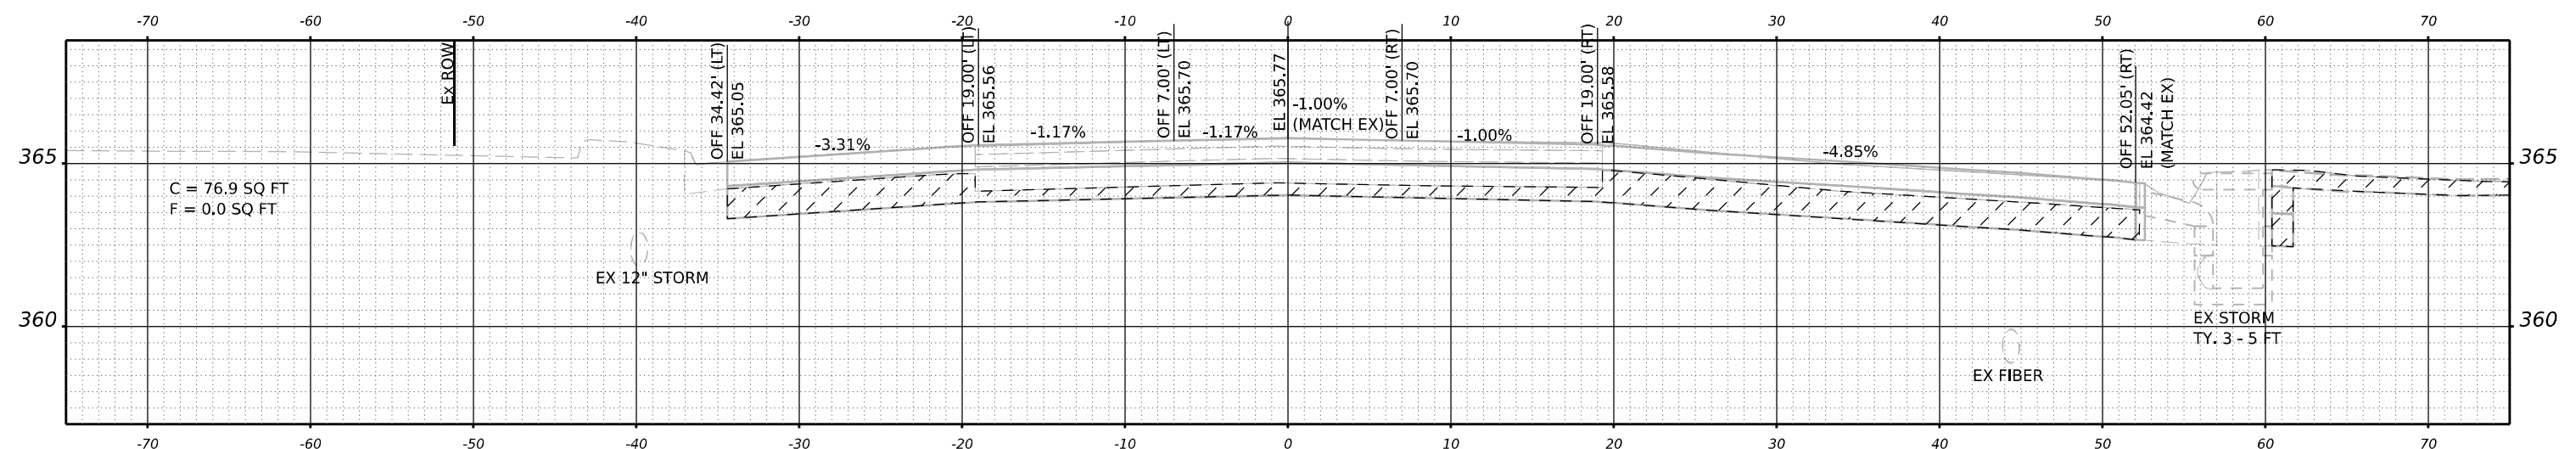 -70 -60 -50 -40 -30 -20 -10 0 10 20 30 40 50 60 70
Ex ROW
OFF 34.42' (LT)
EL 365.05
OFF 19.00' (LT)
EL 365.56
OFF 7.00' (LT)
EL 365.70
EL 365.77
-1.00%
(MATCH EX)
OFF 7.00' (RT)
EL 365.70
OFF 19.00' (RT)
EL 365.58
OFF 52.05' (RT)
EL 364.42
(MATCH EX)
-3.31%
-1.17%
-1.17%
-1.00%
-4.85%
365
365
C = 76.9 SQ FT
F = 0.0 SQ FT
EX 12" STORM
360
360
EX STORM
TY. 3 - 5 FT
EX FIBER
-70 -60 -50 -40 -30 -20 -10 0 10 20 30 40 50 60 70